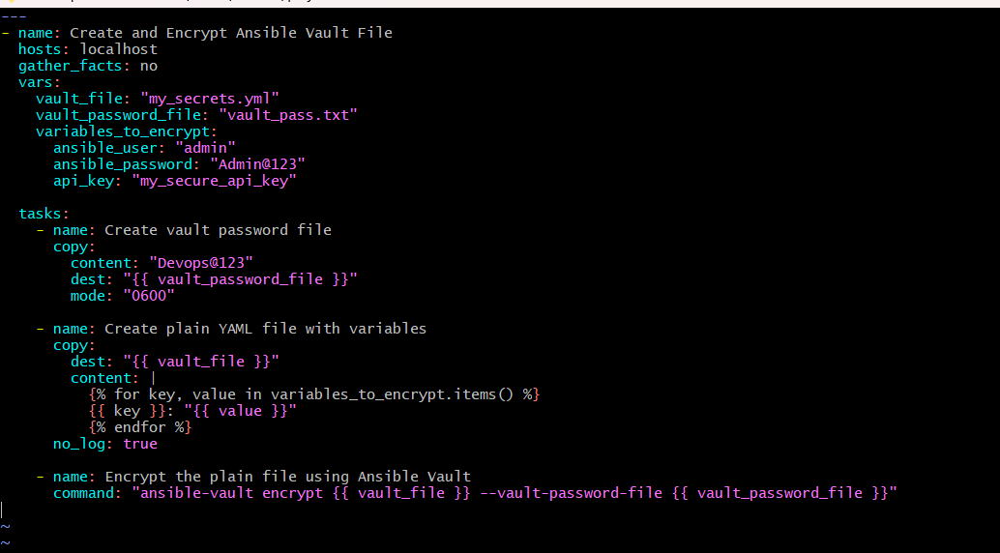 ---
- name: Create and Encrypt Ansible Vault File
  hosts: localhost
  gather_facts: no
  vars:
    vault_file: "my_secrets.yml"
    vault_password_file: "vault_pass.txt"
    variables_to_encrypt:
      ansible_user: "admin"
      ansible_password: "Admin@123"
      api_key: "my_secure_api_key"

  tasks:
    - name: Create vault password file
      copy:
        content: "Devops@123"
        dest: "{{ vault_password_file }}"
        mode: "0600"

    - name: Create plain YAML file with variables
      copy:
        dest: "{{ vault_file }}"
        content: |
          {% for key, value in variables_to_encrypt.items() %}
          {{ key }}: "{{ value }}"
          {% endfor %}
      no_log: true

    - name: Encrypt the plain file using Ansible Vault
      command: "ansible-vault encrypt {{ vault_file }} --vault-password-file {{ vault_password_file }}"

~
~